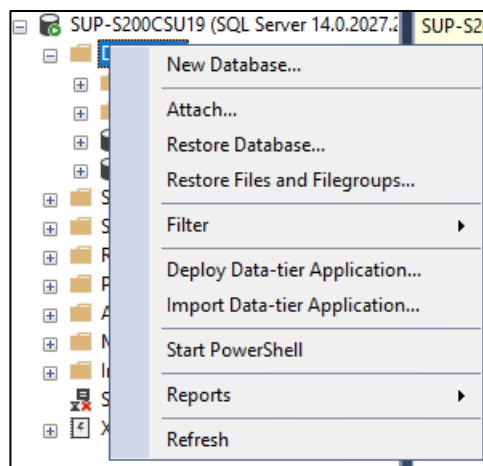 SUP-S200CSU19 (SQL Server 14.0.2027.2
SUP-S2
New Database...
Attach...
Restore Database...
Restore Files and Filegroups...
Filter
Deploy Data-tier Application...
Import Data-tier Application...
Start PowerShell
Reports
Refresh